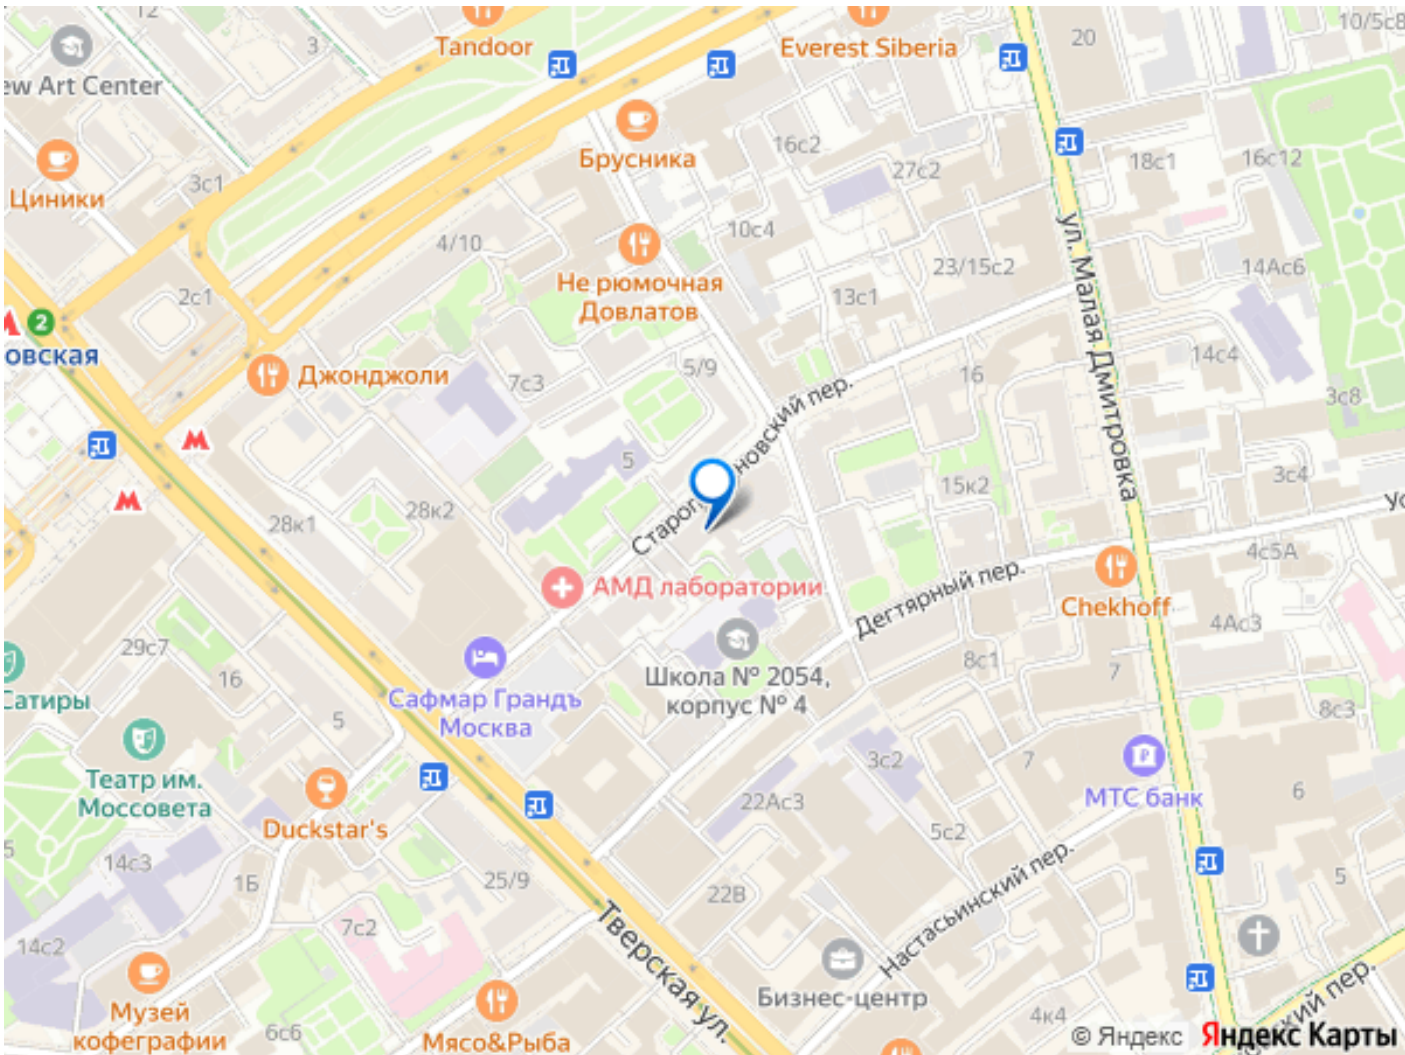 12
10/5с8
3
Tandoor
Everest Siberia
20
ew Art Center
Брусника
16с2
27с2
18с1
16с12
Циники
3с1
4/10
10с4
ул. Малая Дмитровка
Не рюмочная
Довлатов
23/15с2
14Ас6
2с1
13с1
2
овская
Джонджоли
7с3
5/9
16
14с4
3с8
5
15к2
3с4
28к1
28к2
4с5А
АМД лаборатории
Дегтярный пер.
Chekhoff
29с7
16
Школа № 2054,
корпус № 4
8с1
7
4Ас3
Сатиры
Сафмар Грандъ
Москва
5
8с3
Театр им.
Моссовета
3с2
7
МТС банк
6
Duckstar's
22Ас3
5с2
5
14с3
1Б
25/9
22В
Настасьинский пер.
5
7с2
Тверская ул.
14с2
Бизнес-центр
Музей
кофеграфии
6с6
Мясо&Рыба
4к4
ский пер.
© Яндекс Яндекс Карты